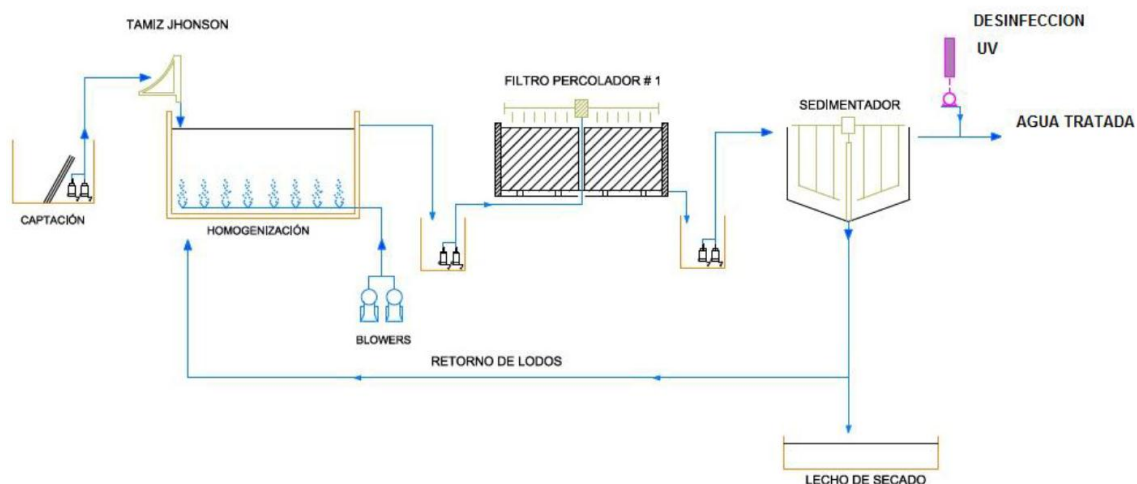 TAMIZ JHONSON
DESINFECCION
UV
FILTRO PERCOLADOR # 1
SEDIMENTADOR
AGUA TRATADA
CAPTACIÓN
HOMOGENIZACIÓN
BLOWERS
RETORNO DE LODOS
LECHO DE SECADO